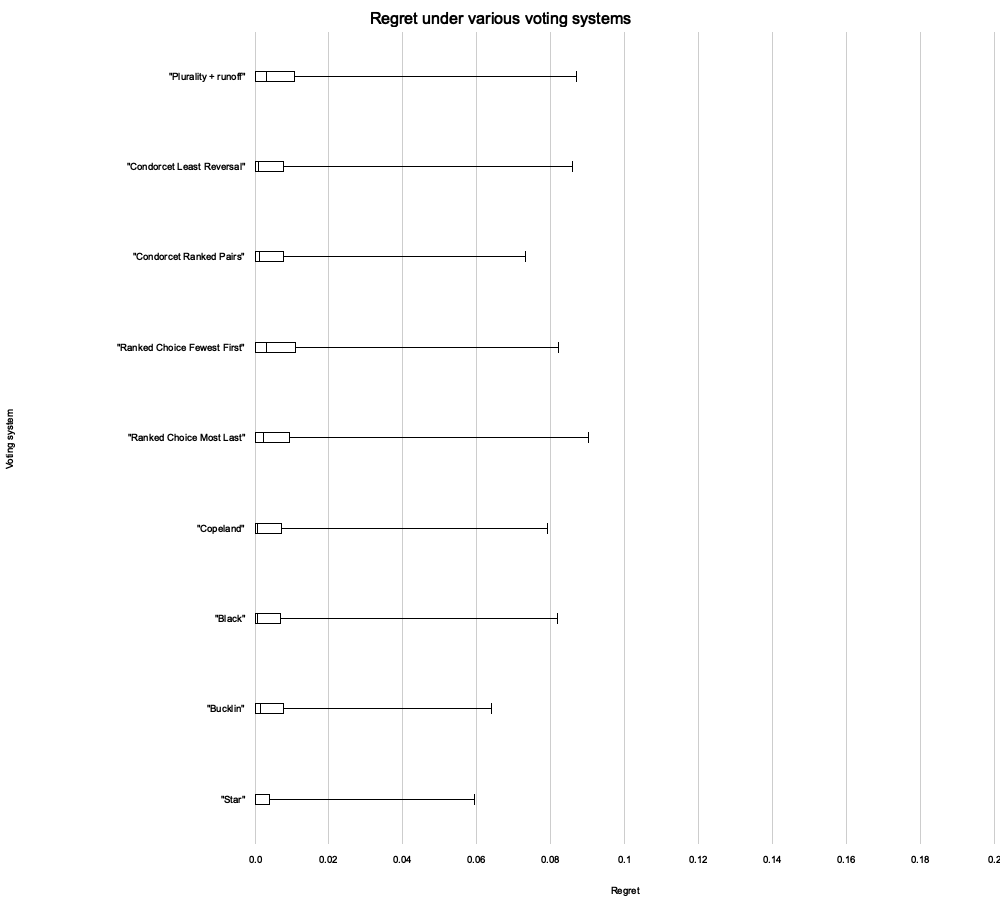 Regret under various voting systems
"Plurality + runoff"
"Condorcet Least Reversal"
"Condorcet Ranked Pairs"
"Ranked Choice Fewest First"
"Ranked Choice Most Last"
"Copeland"
"Black"
"Bucklin"
"Star"
Voting system
0.0 0.02 0.04 0.06 0.08 0.1 0.12 0.14 0.16 0.18 0.2
Regret